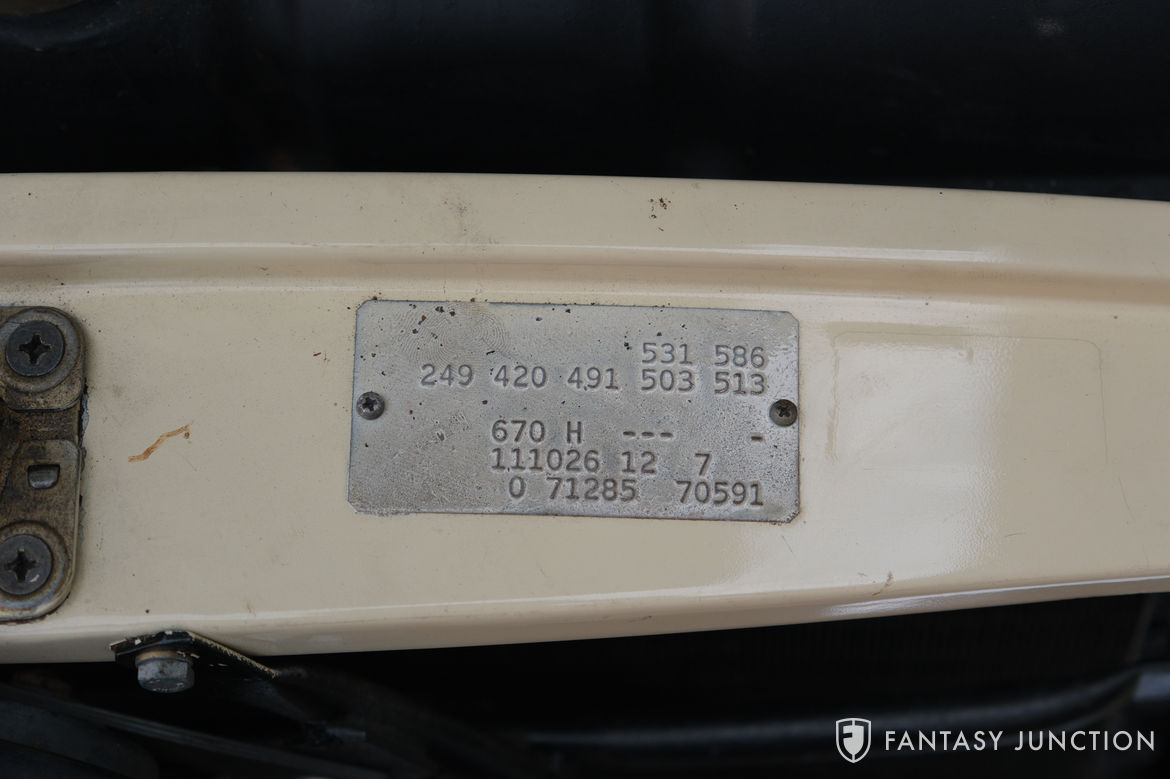 531 586
249 420 491 503 513
670 H --- -
111026 12 7
0 71285 70591
FANTASY JUNCTION